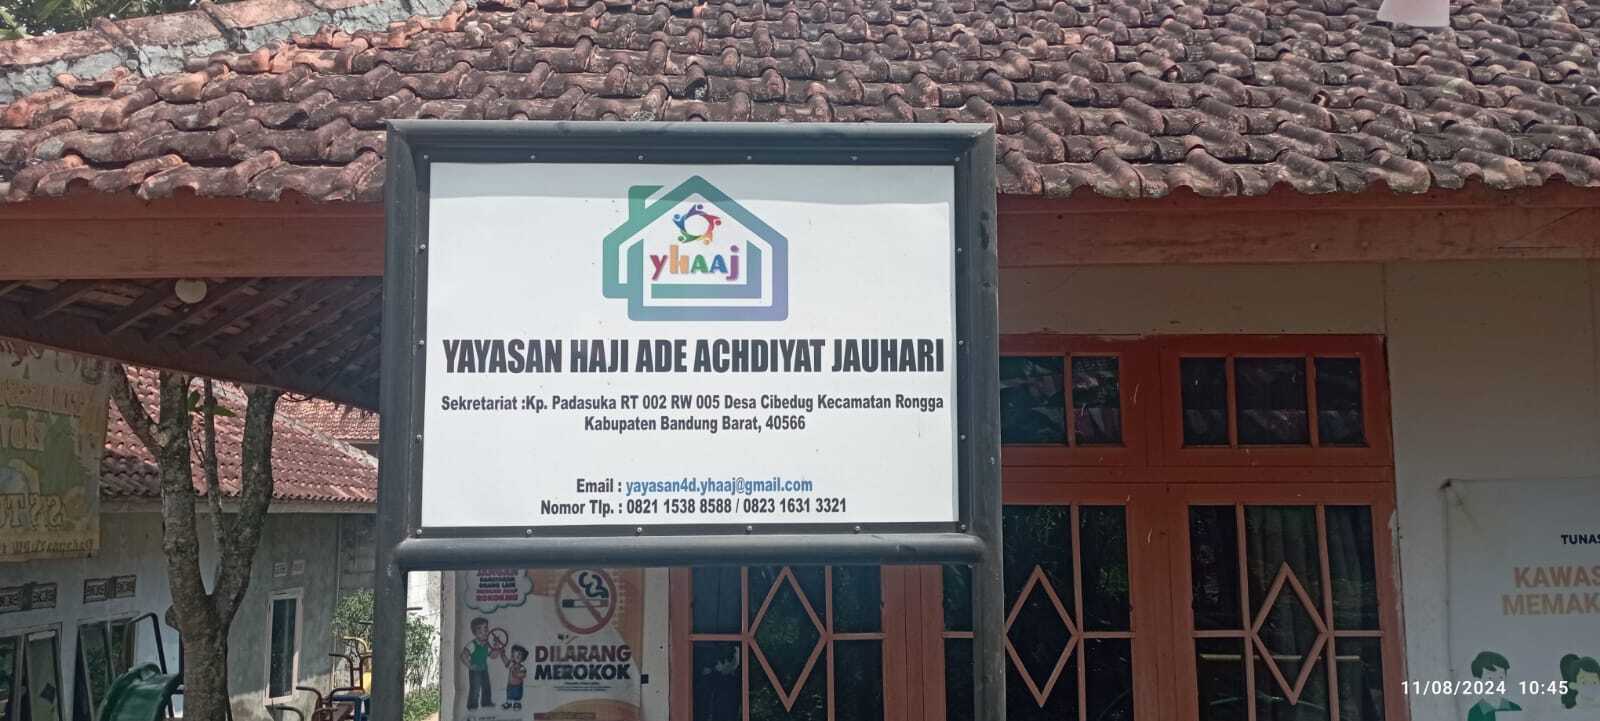 yHAAj
YAYASAN HAJI ADE ACHDIYAT JAUHARI
Sekretariat :Kp. Padasuka RT 002 RW 005 Desa Cibedug Kecamatan Rongga
Kabupaten Bandung Barat, 40566
Email : yayasan4d.yhaaj@gmail.com
Nomor Tlp. : 0821 1538 8588 / 0823 1631 3321
DILARANG
MEROKOK
TUNAS
KAWAS
MEMAK
11/08/2024 10:45